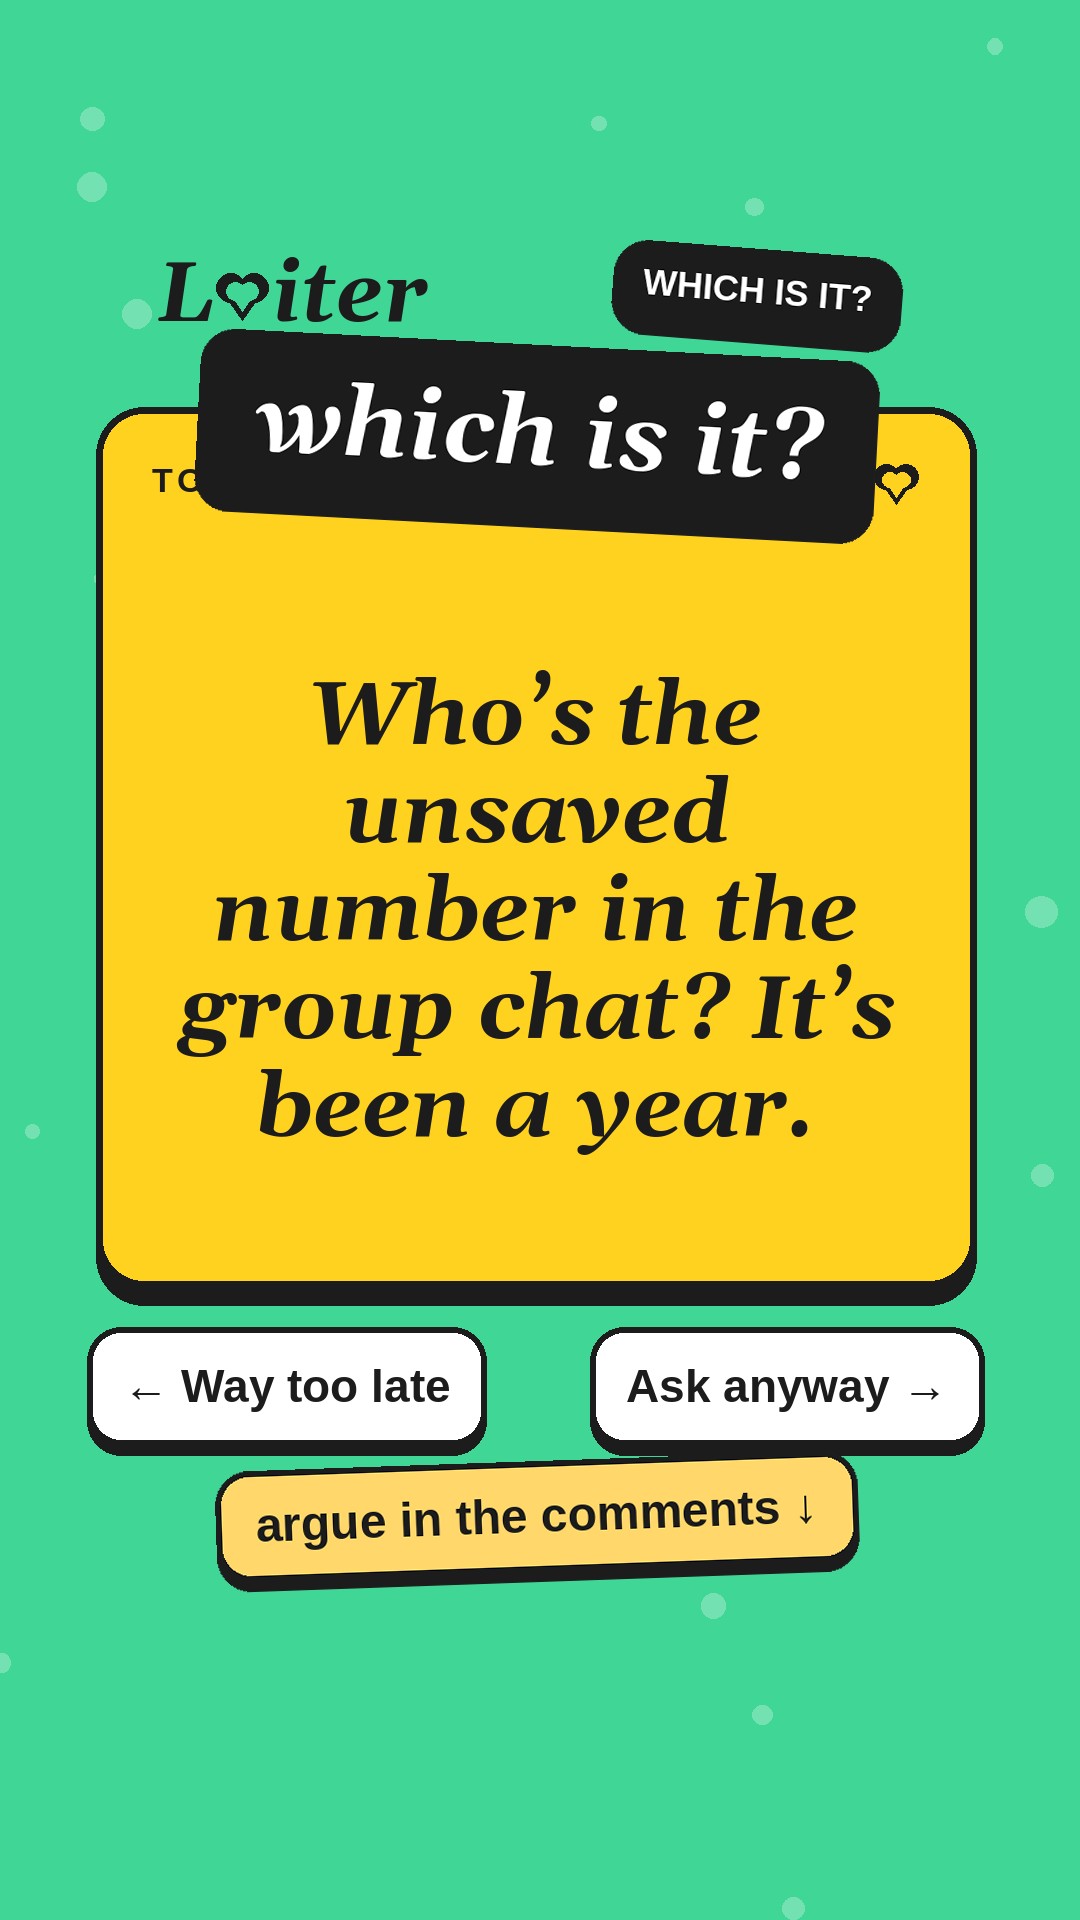 Loiter
WHICH IS IT?
which is it?
Who’s the
unsaved
number in the
group chat? It’s
been a year.
← Way too late
Ask anyway →
argue in the comments ↓